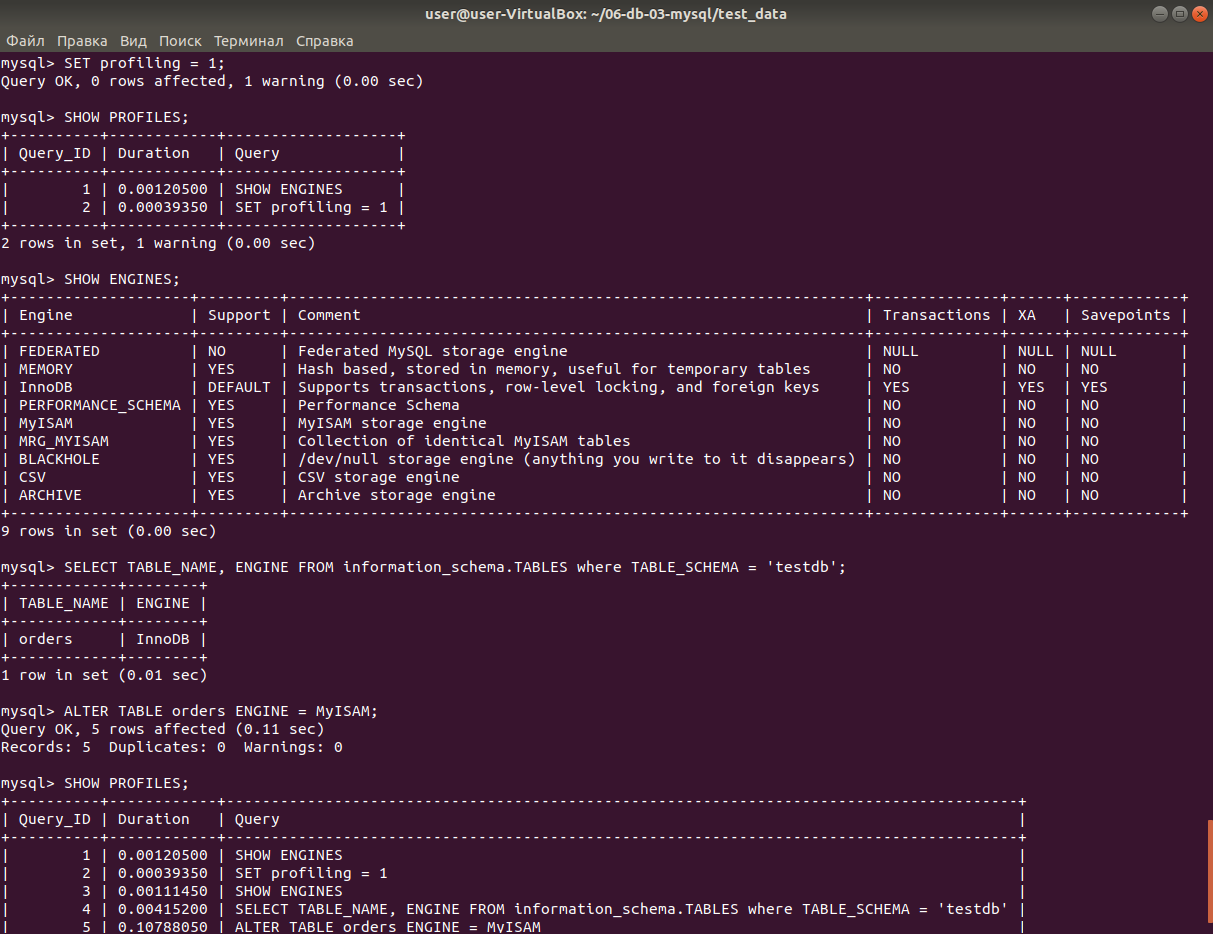 user@user-VirtualBox: ~/06-db-03-mysql/test_data
Файл Правка Вид Поиск Терминал Справка
mysql> SET profiling = 1;
Query OK, 0 rows affected, 1 warning (0.00 sec)

mysql> SHOW PROFILES;
+----------+------------+-------------------+
| Query_ID | Duration   | Query             |
+----------+------------+-------------------+
|        1 | 0.00120500 | SHOW ENGINES      |
|        2 | 0.00039350 | SET profiling = 1 |
+----------+------------+-------------------+
2 rows in set, 1 warning (0.00 sec)

mysql> SHOW ENGINES;
+--------------------+---------+----------------------------------------------------------------+--------------+------+------------+
| Engine             | Support | Comment                                                        | Transactions | XA   | Savepoints |
+--------------------+---------+----------------------------------------------------------------+--------------+------+------------+
| FEDERATED          | NO      | Federated MySQL storage engine                                 | NULL         | NULL | NULL       |
| MEMORY             | YES     | Hash based, stored in memory, useful for temporary tables      | NO           | NO   | NO         |
| InnoDB             | DEFAULT | Supports transactions, row-level locking, and foreign keys     | YES          | YES  | YES        |
| PERFORMANCE_SCHEMA | YES     | Performance Schema                                             | NO           | NO   | NO         |
| MyISAM             | YES     | MyISAM storage engine                                          | NO           | NO   | NO         |
| MRG_MYISAM         | YES     | Collection of identical MyISAM tables                          | NO           | NO   | NO         |
| BLACKHOLE          | YES     | /dev/null storage engine (anything you write to it disappears) | NO           | NO   | NO         |
| CSV                | YES     | CSV storage engine                                             | NO           | NO   | NO         |
| ARCHIVE            | YES     | Archive storage engine                                         | NO           | NO   | NO         |
+--------------------+---------+----------------------------------------------------------------+--------------+------+------------+
9 rows in set (0.00 sec)

mysql> SELECT TABLE_NAME, ENGINE FROM information_schema.TABLES where TABLE_SCHEMA = 'testdb';
+------------+--------+
| TABLE_NAME | ENGINE |
+------------+--------+
| orders     | InnoDB |
+------------+--------+
1 row in set (0.01 sec)

mysql> ALTER TABLE orders ENGINE = MyISAM;
Query OK, 5 rows affected (0.11 sec)
Records: 5  Duplicates: 0  Warnings: 0

mysql> SHOW PROFILES;
+----------+------------+----------------------------------------------------------------------------------------+
| Query_ID | Duration   | Query                                                                                  |
+----------+------------+----------------------------------------------------------------------------------------+
|        1 | 0.00120500 | SHOW ENGINES                                                                           |
|        2 | 0.00039350 | SET profiling = 1                                                                      |
|        3 | 0.00111450 | SHOW ENGINES                                                                           |
|        4 | 0.00415200 | SELECT TABLE_NAME, ENGINE FROM information_schema.TABLES where TABLE_SCHEMA = 'testdb' |
|        5 | 0.10788050 | ALTER TABLE orders ENGINE = MyISAM                                                     |